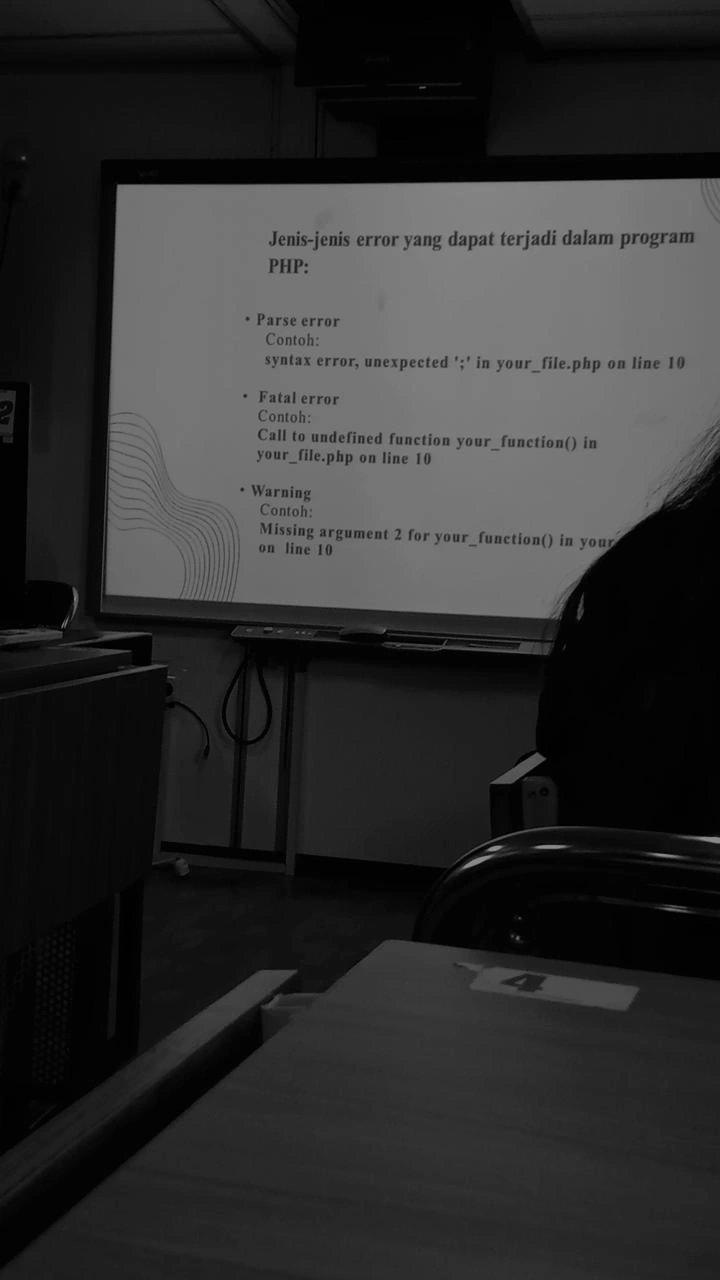 Jenis-jenis error yang dapat terjadi dalam program
PHP:
• Parse error
Contoh:
syntax error, unexpected ';' in your_file.php on line 10
• Fatal error
Contoh:
Call to undefined function your_function() in
your_file.php on line 10
• Warning
Contoh:
Missing argument 2 for your_function() in your
on line 10
2
4